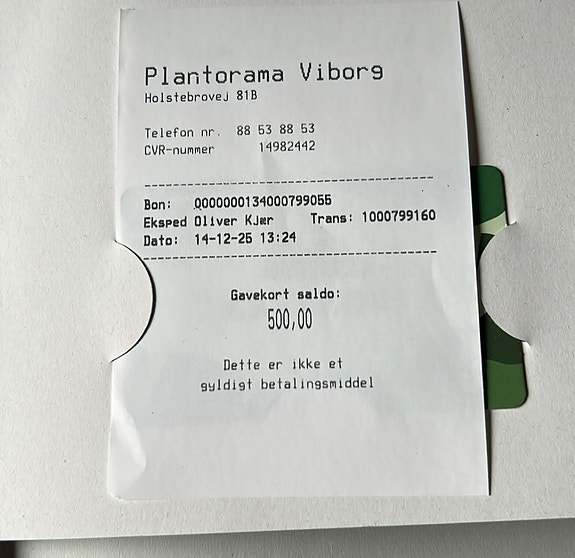 Plantorama Viborg
Holstebrovej 81B
Telefon nr. 88 53 88 53
CVR-nummer 14982442
Bon: 0000000134000799055
Eksped Oliver Kjær Trans: 1000799160
Dato: 14-12-25 13:24
Gavekort saldo:
500,00
Dette er ikke et
gyldigt betalingsmiddel